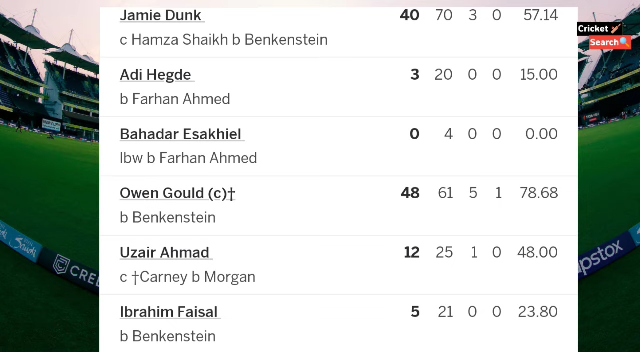 Jamie Dunk 40 70 3 0 57.14
c Hamza Shaikh b Benkenstein
Cricket
Search
Adi Hegde 3 20 0 0 15.00
b Farhan Ahmed
Bahadar Esakhiel 0 4 0 0 0.00
lbw b Farhan Ahmed
Owen Gould (c)† 48 61 5 1 78.68
b Benkenstein
Uzair Ahmad 12 25 1 0 48.00
c †Carney b Morgan
Ibrahim Faisal 5 21 0 0 23.80
b Benkenstein
CRE
pstox